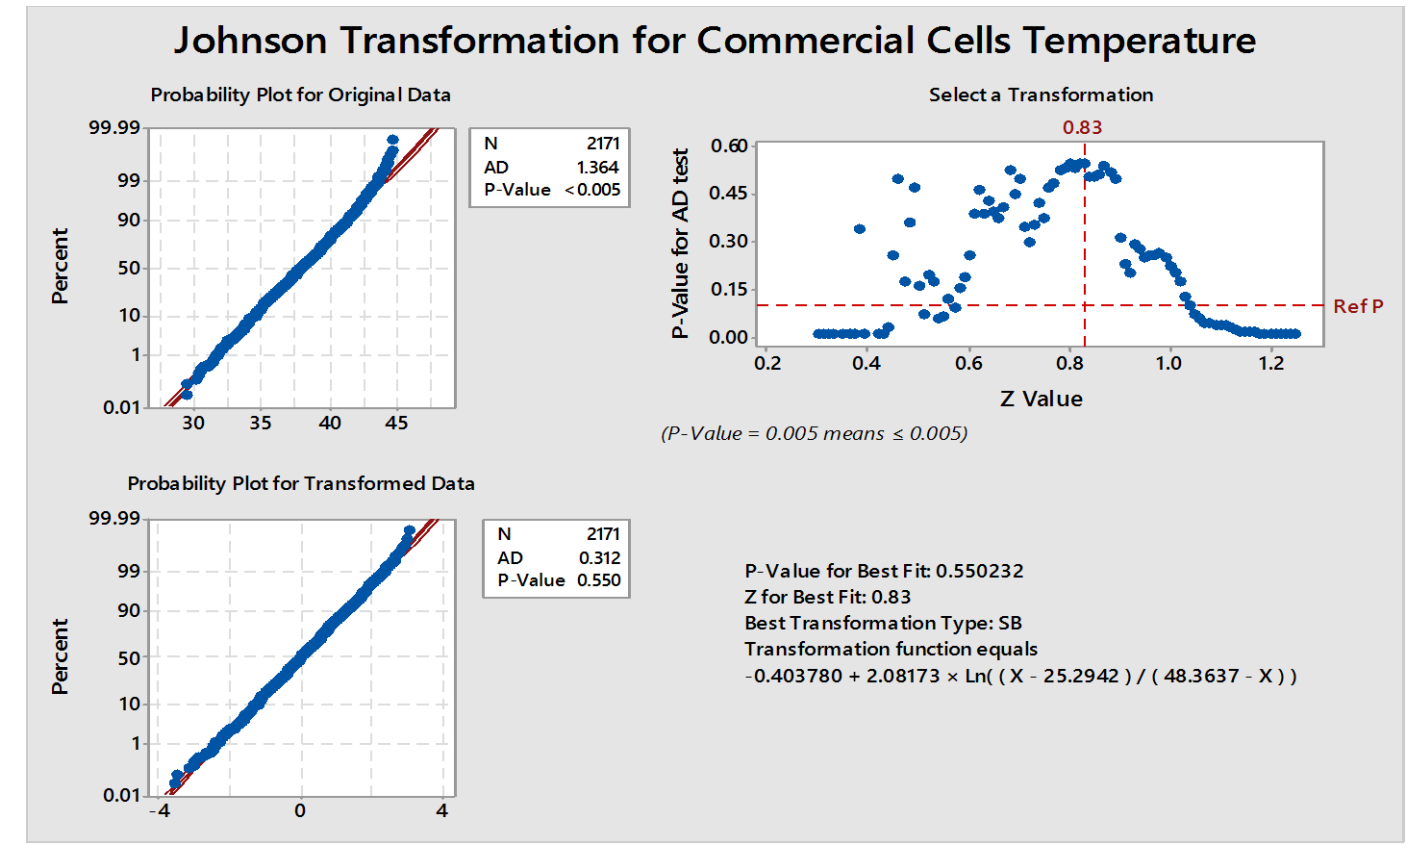 Johnson Transformation for Commercial Cells Temperature
Probability Plot for Original Data
99.99
99
90
50
10
1
0.01
Percent
30 35 40 45
N 2171
AD 1.364
P-Value <0.005
Select a Transformation
0.83
0.60
0.45
0.30
0.15
0.00
P-Value for AD test
Ref P
0.2 0.4 0.6 0.8 1.0 1.2
Z Value
(P-Value = 0.005 means ≤ 0.005)
Probability Plot for Transformed Data
99.99
99
90
50
10
1
0.01
Percent
-4 0 4
N 2171
AD 0.312
P-Value 0.550
P-Value for Best Fit: 0.550232
Z for Best Fit: 0.83
Best Transformation Type: SB
Transformation function equals
-0.403780 + 2.08173 × Ln( ( X - 25.2942 ) / ( 48.3637 - X ) )